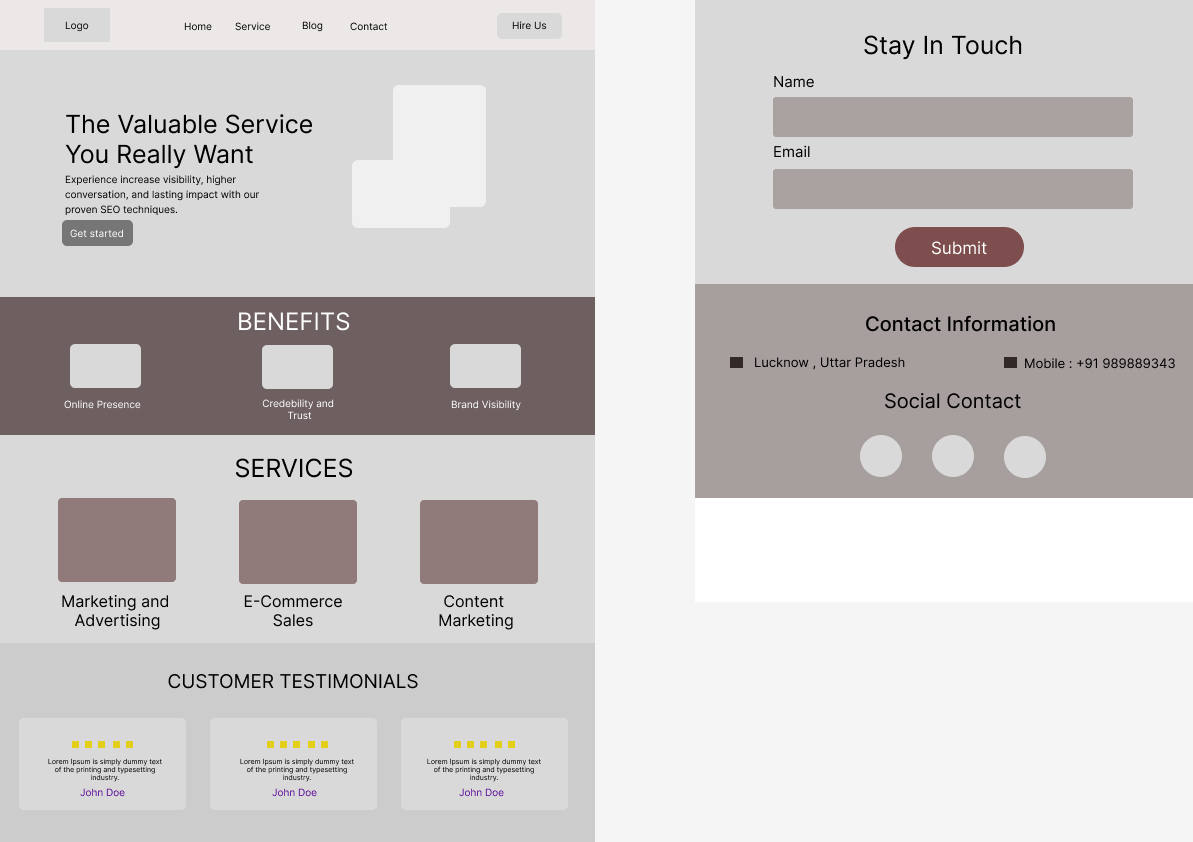 Logo
Home
Service
Blog
Contact
Hire Us
The Valuable Service
You Really Want
Experience increase visibility, higher
conversation, and lasting impact with our
proven SEO techniques.
Get started
BENEFITS
Online Presence
Credebility and
Trust
Brand Visibility
SERVICES
Marketing and
Advertising
E-Commerce
Sales
Content
Marketing
CUSTOMER TESTIMONIALS
Lorem Ipsum is simply dummy text
of the printing and typesetting
industry.
John Doe
Lorem Ipsum is simply dummy text
of the printing and typesetting
industry.
John Doe
Lorem Ipsum is simply dummy text
of the printing and typesetting
industry.
John Doe
Stay In Touch
Name
Email
Submit
Contact Information
Lucknow , Uttar Pradesh
Mobile : +91 989889343
Social Contact